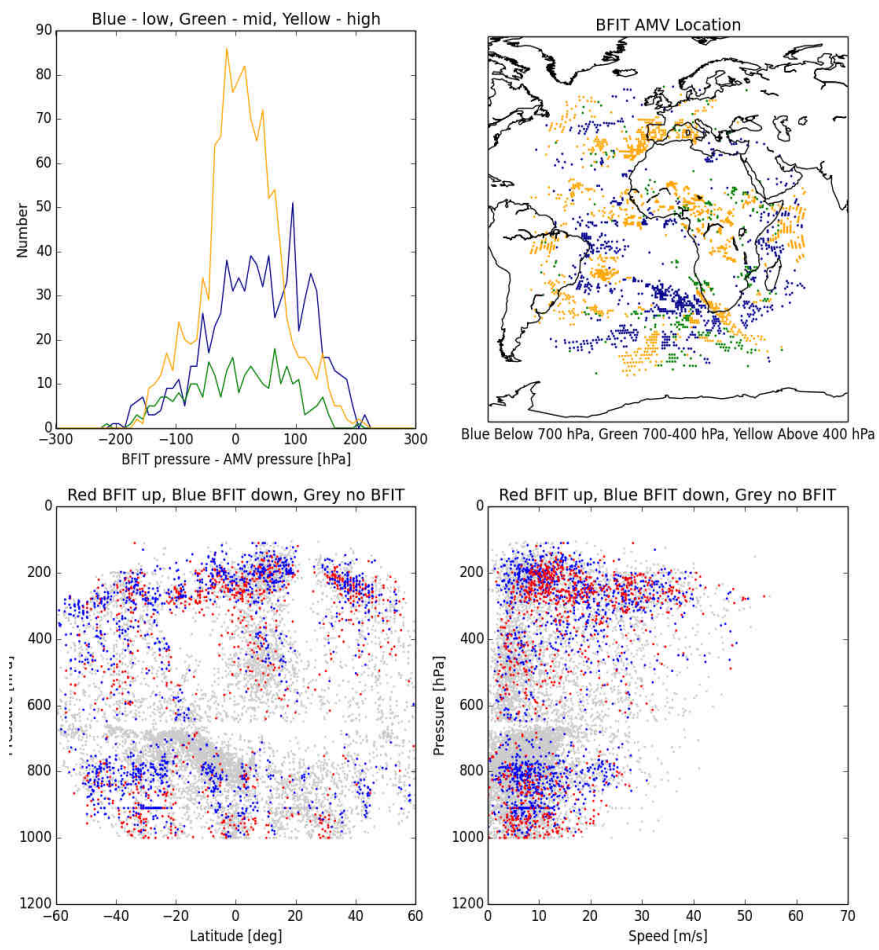 Blue - low, Green - mid, Yellow - high
90
80
70
60
50
40
30
20
10
0
Number
−300 −200 −100 0 100 200 300
BFIT pressure - AMV pressure [hPa]
BFIT AMV Location
Blue Below 700 hPa, Green 700-400 hPa, Yellow Above 400 hPa
Red BFIT up, Blue BFIT down, Grey no BFIT
0
200
400
600
800
1000
1200
−60 −40 −20 0 20 40 60
Latitude [deg]
Red BFIT up, Blue BFIT down, Grey no BFIT
0
200
400
600
800
1000
1200
Pressure [hPa]
0 10 20 30 40 50 60 70
Speed [m/s]